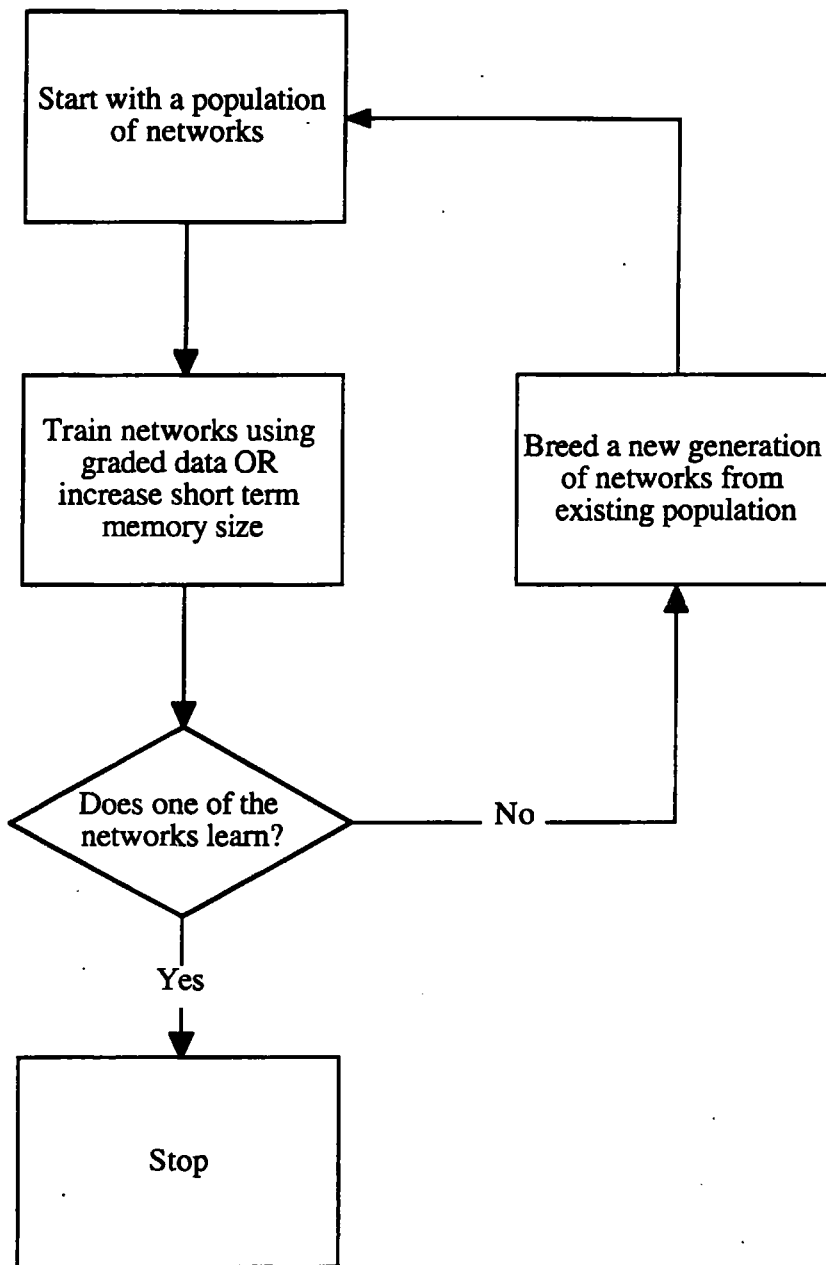 Start with a population
of networks
Train networks using
graded data OR
increase short term
memory size
Breed a new generation
of networks from
existing population
Does one of the
networks learn?
No
Yes
Stop